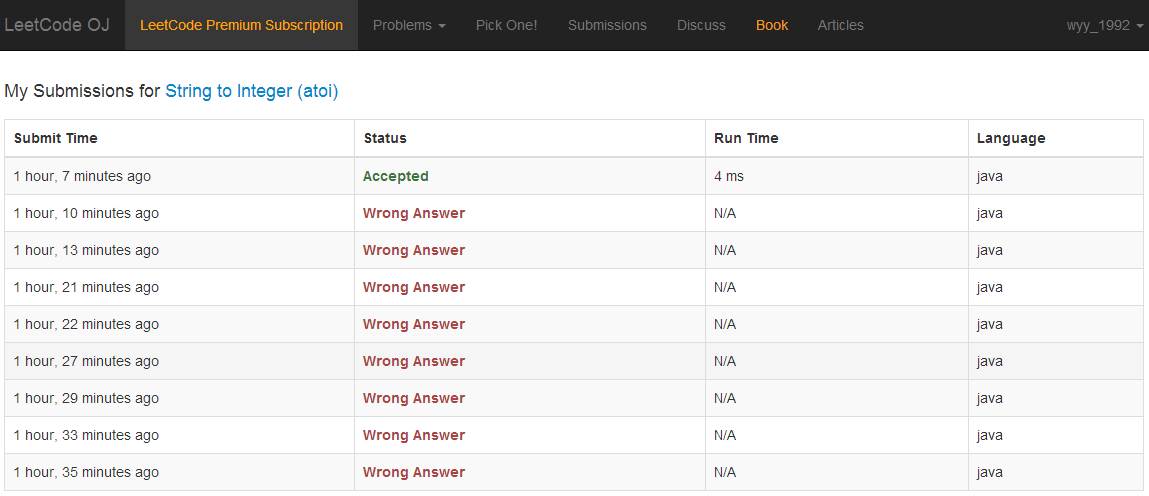 LeetCode OJ LeetCode Premium Subscription Problems Pick One! Submissions Discuss Book Articles wyy_1992
My Submissions for String to Integer (atoi)
Submit Time Status Run Time Language
1 hour, 7 minutes ago Accepted 4 ms java
1 hour, 10 minutes ago Wrong Answer N/A java
1 hour, 13 minutes ago Wrong Answer N/A java
1 hour, 21 minutes ago Wrong Answer N/A java
1 hour, 22 minutes ago Wrong Answer N/A java
1 hour, 27 minutes ago Wrong Answer N/A java
1 hour, 29 minutes ago Wrong Answer N/A java
1 hour, 33 minutes ago Wrong Answer N/A java
1 hour, 35 minutes ago Wrong Answer N/A java